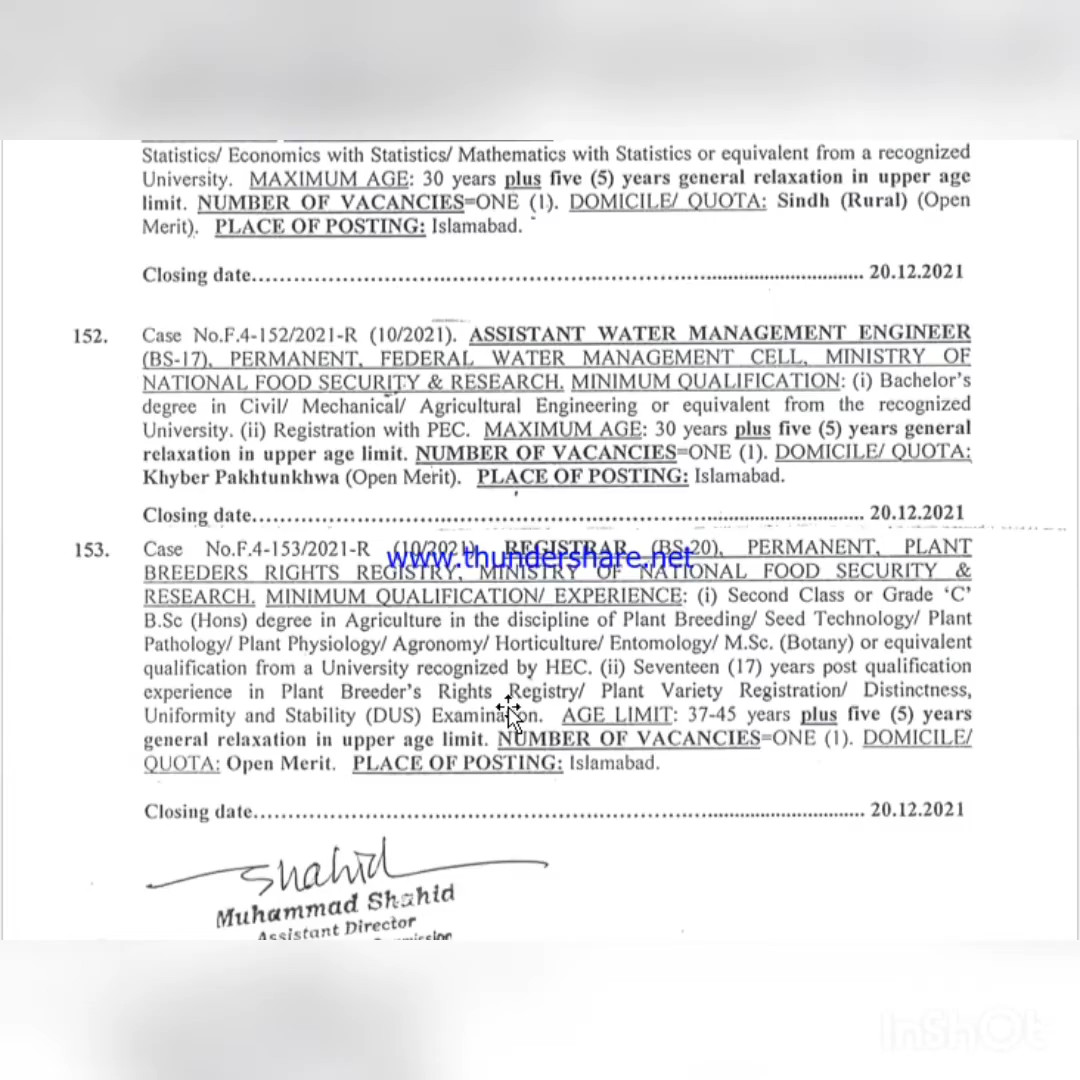 Statistics/ Economics with Statistics/ Mathematics with Statistics or equivalent from a recognized
University. MAXIMUM AGE: 30 years plus five (5) years general relaxation in upper age
limit. NUMBER OF VACANCIES=ONE (1). DOMICILE/ QUOTA: Sindh (Rural) (Open
Merit). PLACE OF POSTING: Islamabad.
Closing date.......................................................................................................... 20.12.2021
152. Case No.F.4-152/2021-R (10/2021). ASSISTANT WATER MANAGEMENT ENGINEER
(BS-17), PERMANENT, FEDERAL WATER MANAGEMENT CELL, MINISTRY OF
NATIONAL FOOD SECURITY & RESEARCH. MINIMUM QUALIFICATION: (i) Bachelor's
degree in Civil/ Mechanical/ Agricultural Engineering or equivalent from the recognized
University. (ii) Registration with PEC. MAXIMUM AGE: 30 years plus five (5) years general
relaxation in upper age limit. NUMBER OF VACANCIES=ONE (1). DOMICILE/ QUOTA:
Khyber Pakhtunkhwa (Open Merit). PLACE OF POSTING: Islamabad.
Closing date.......................................................................................................... 20.12.2021
153. Case No.F.4-153/2021-R (10/2021). REGISTRAR (BS-20), PERMANENT, PLANT
www.thundershare.net
BREEDERS RIGHTS REGISTRY, MINISTRY OF NATIONAL FOOD SECURITY &
RESEARCH. MINIMUM QUALIFICATION/ EXPERIENCE: (i) Second Class or Grade 'C'
B.Sc (Hons) degree in Agriculture in the discipline of Plant Breeding/ Seed Technology/ Plant
Pathology/ Plant Physiology/ Agronomy/ Horticulture/ Entomology/ M.Sc. (Botany) or equivalent
qualification from a University recognized by HEC. (ii) Seventeen (17) years post qualification
experience in Plant Breeder's Rights Registry/ Plant Variety Registration/ Distinctness,
Uniformity and Stability (DUS) Examination. AGE LIMIT: 37-45 years plus five (5) years
general relaxation in upper age limit. NUMBER OF VACANCIES=ONE (1). DOMICILE/
QUOTA: Open Merit. PLACE OF POSTING: Islamabad.
Closing date.......................................................................................................... 20.12.2021
Shahid
Muhammad Shahid
Assistant Director
InShOt